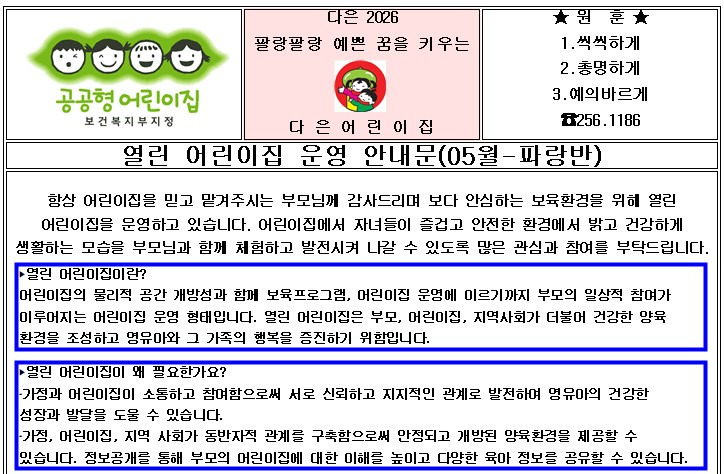 공공형 어린이집
보건복지부지정
다은 2026
팔랑팔랑 예쁜 꿈을 키우는
다 은 어 린 이 집
★ 원 훈 ★
1.씩씩하게
2.총명하게
3.예의바르게
☎256.1186
열린 어린이집 운영 안내문(05월-파랑반)
항상 어린이집을 믿고 맡겨주시는 부모님께 감사드리며 보다 안심하는 보육환경을 위해 열린
어린이집을 운영하고 있습니다. 어린이집에서 자녀들이 즐겁고 안전한 환경에서 밝고 건강하게
생활하는 모습을 부모님과 함께 체험하고 발전시켜 나갈 수 있도록 많은 관심과 참여를 부탁드립니다.
▸열린 어린이집이란?
어린이집의 물리적 공간 개방성과 함께 보육프로그램, 어린이집 운영에 이르기까지 부모의 일상적 참여가
이루어지는 어린이집 운영 형태입니다. 열린 어린이집은 부모, 어린이집, 지역사회가 더불어 건강한 양육
환경을 조성하고 영유아와 그 가족의 행복을 증진하기 위함입니다.
▸열린 어린이집이 왜 필요한가요?
-가정과 어린이집이 소통하고 참여함으로써 서로 신뢰하고 지지적인 관계로 발전하여 영유아의 건강한
성장과 발달을 도울 수 있습니다.
-가정, 어린이집, 지역 사회가 동반자적 관계를 구축함으로써 안정되고 개방된 양육환경을 제공할 수
있습니다. 정보공개를 통해 부모의 어린이집에 대한 이해를 높이고 다양한 육아 정보를 공유할 수 있습니다.